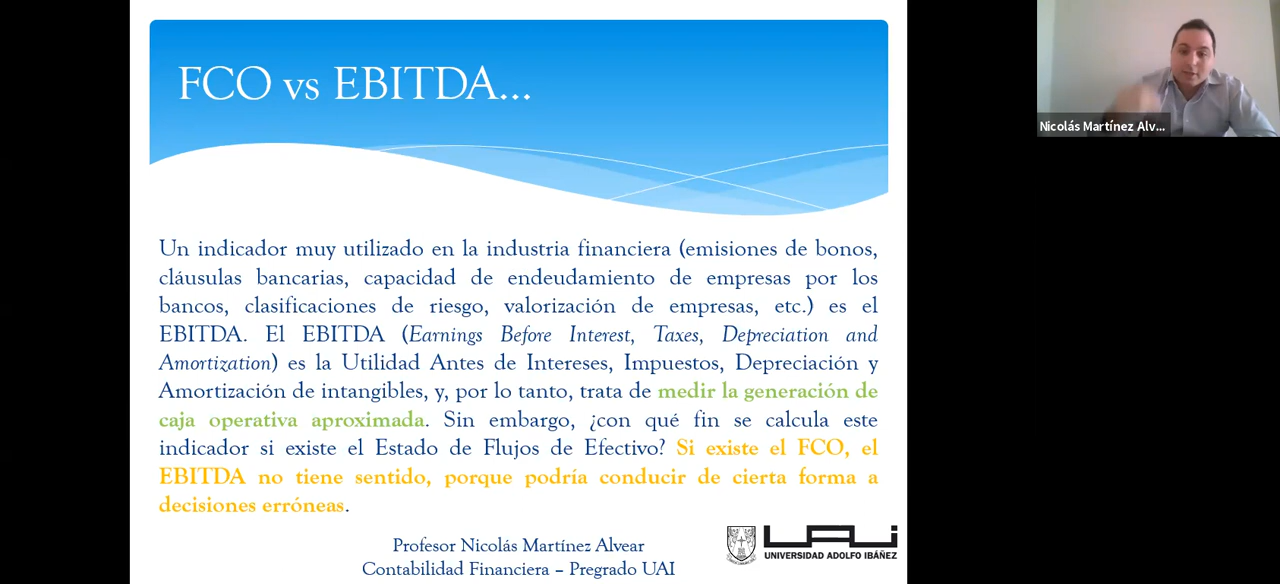 FCO vs EBITDA...
Nicolás Martínez Alv...
Un indicador muy utilizado en la industria financiera (emisiones de bonos,
cláusulas bancarias, capacidad de endeudamiento de empresas por los
bancos, clasificaciones de riesgo, valorización de empresas, etc.) es el
EBITDA. El EBITDA (Earnings Before Interest, Taxes, Depreciation and
Amortization) es la Utilidad Antes de Intereses, Impuestos, Depreciación y
Amortización de intangibles, y, por lo tanto, trata de medir la generación de
caja operativa aproximada. Sin embargo, ¿con qué fin se calcula este
indicador si existe el Estado de Flujos de Efectivo? Si existe el FCO, el
EBITDA no tiene sentido, porque podría conducir de cierta forma a
decisiones erróneas.
Profesor Nicolás Martínez Alvear
Contabilidad Financiera – Pregrado UAI
UAI
UNIVERSIDAD ADOLFO IBÁÑEZ